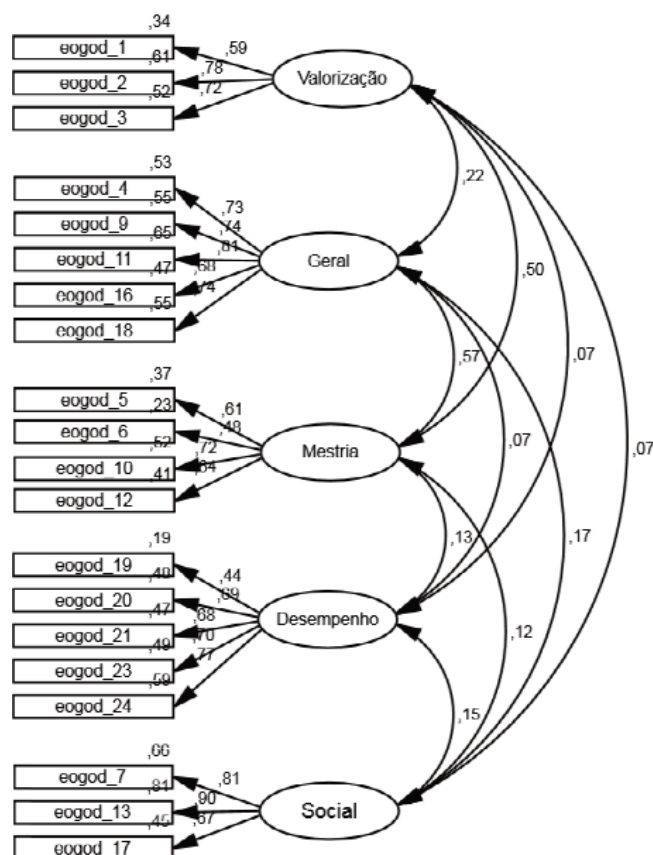 ,34
eogod_1
,59
,61
eogod_2
,78
,52
eogod_3
,72
Valorização
,53
eogod_4
,73
,55
eogod_9
,74
,65
eogod_11
,81
,47
eogod_16
,68
,55
eogod_18
,74
Geral
,37
eogod_5
,61
,23
eogod_6
,48
,52
eogod_10
,72
,41
eogod_12
,64
Mestria
,19
eogod_19
,44
,48
eogod_20
,69
,47
eogod_21
,68
,49
eogod_23
,70
,59
eogod_24
,77
Desempenho
,66
eogod_7
,81
,81
eogod_13
,90
,45
eogod_17
,67
Social
,22
,50
,07
,07
,57
,07
,17
,13
,12
,15